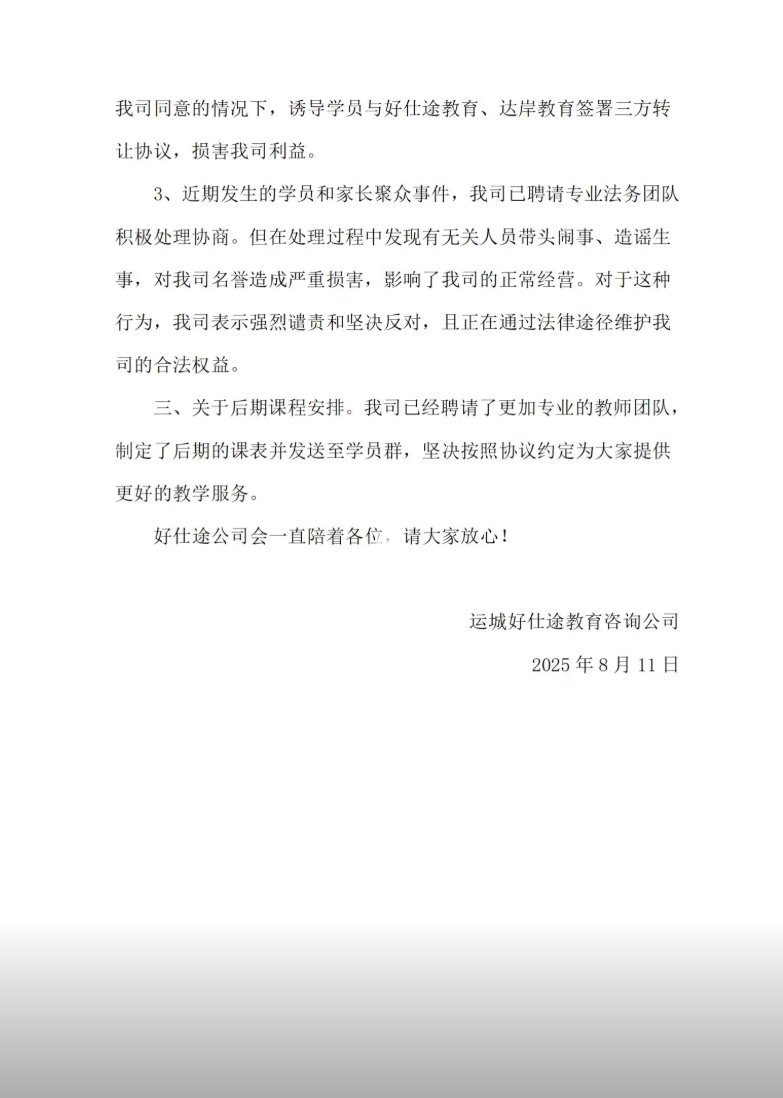 我司同意的情况下，诱导学员与好仕途教育、达岸教育签署三方转
让协议，损害我司利益。
3、近期发生的学员和家长聚众事件，我司已聘请专业法务团队
积极处理协商。但在处理过程中发现有无关人员带头闹事、造谣生
事，对我司名誉造成严重损害，影响了我司的正常经营。对于这种
行为，我司表示强烈谴责和坚决反对，且正在通过法律途径维护我
司的合法权益。
三、关于后期课程安排。我司已经聘请了更加专业的教师团队，
制定了后期的课表并发送至学员群，坚决按照协议约定为大家提供
更好的教学服务。
好仕途公司会一直陪着各位，请大家放心！
运城好仕途教育咨询公司
2025 年 8 月 11 日